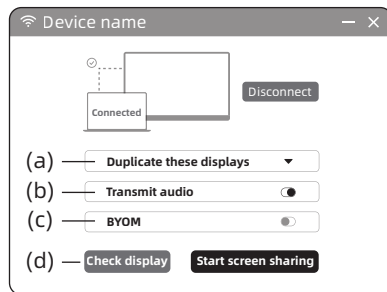 Device name
Disconnect
Connected
(a) Duplicate these displays
(b) Transmit audio
(c) BYOM
(d) Check display Start screen sharing